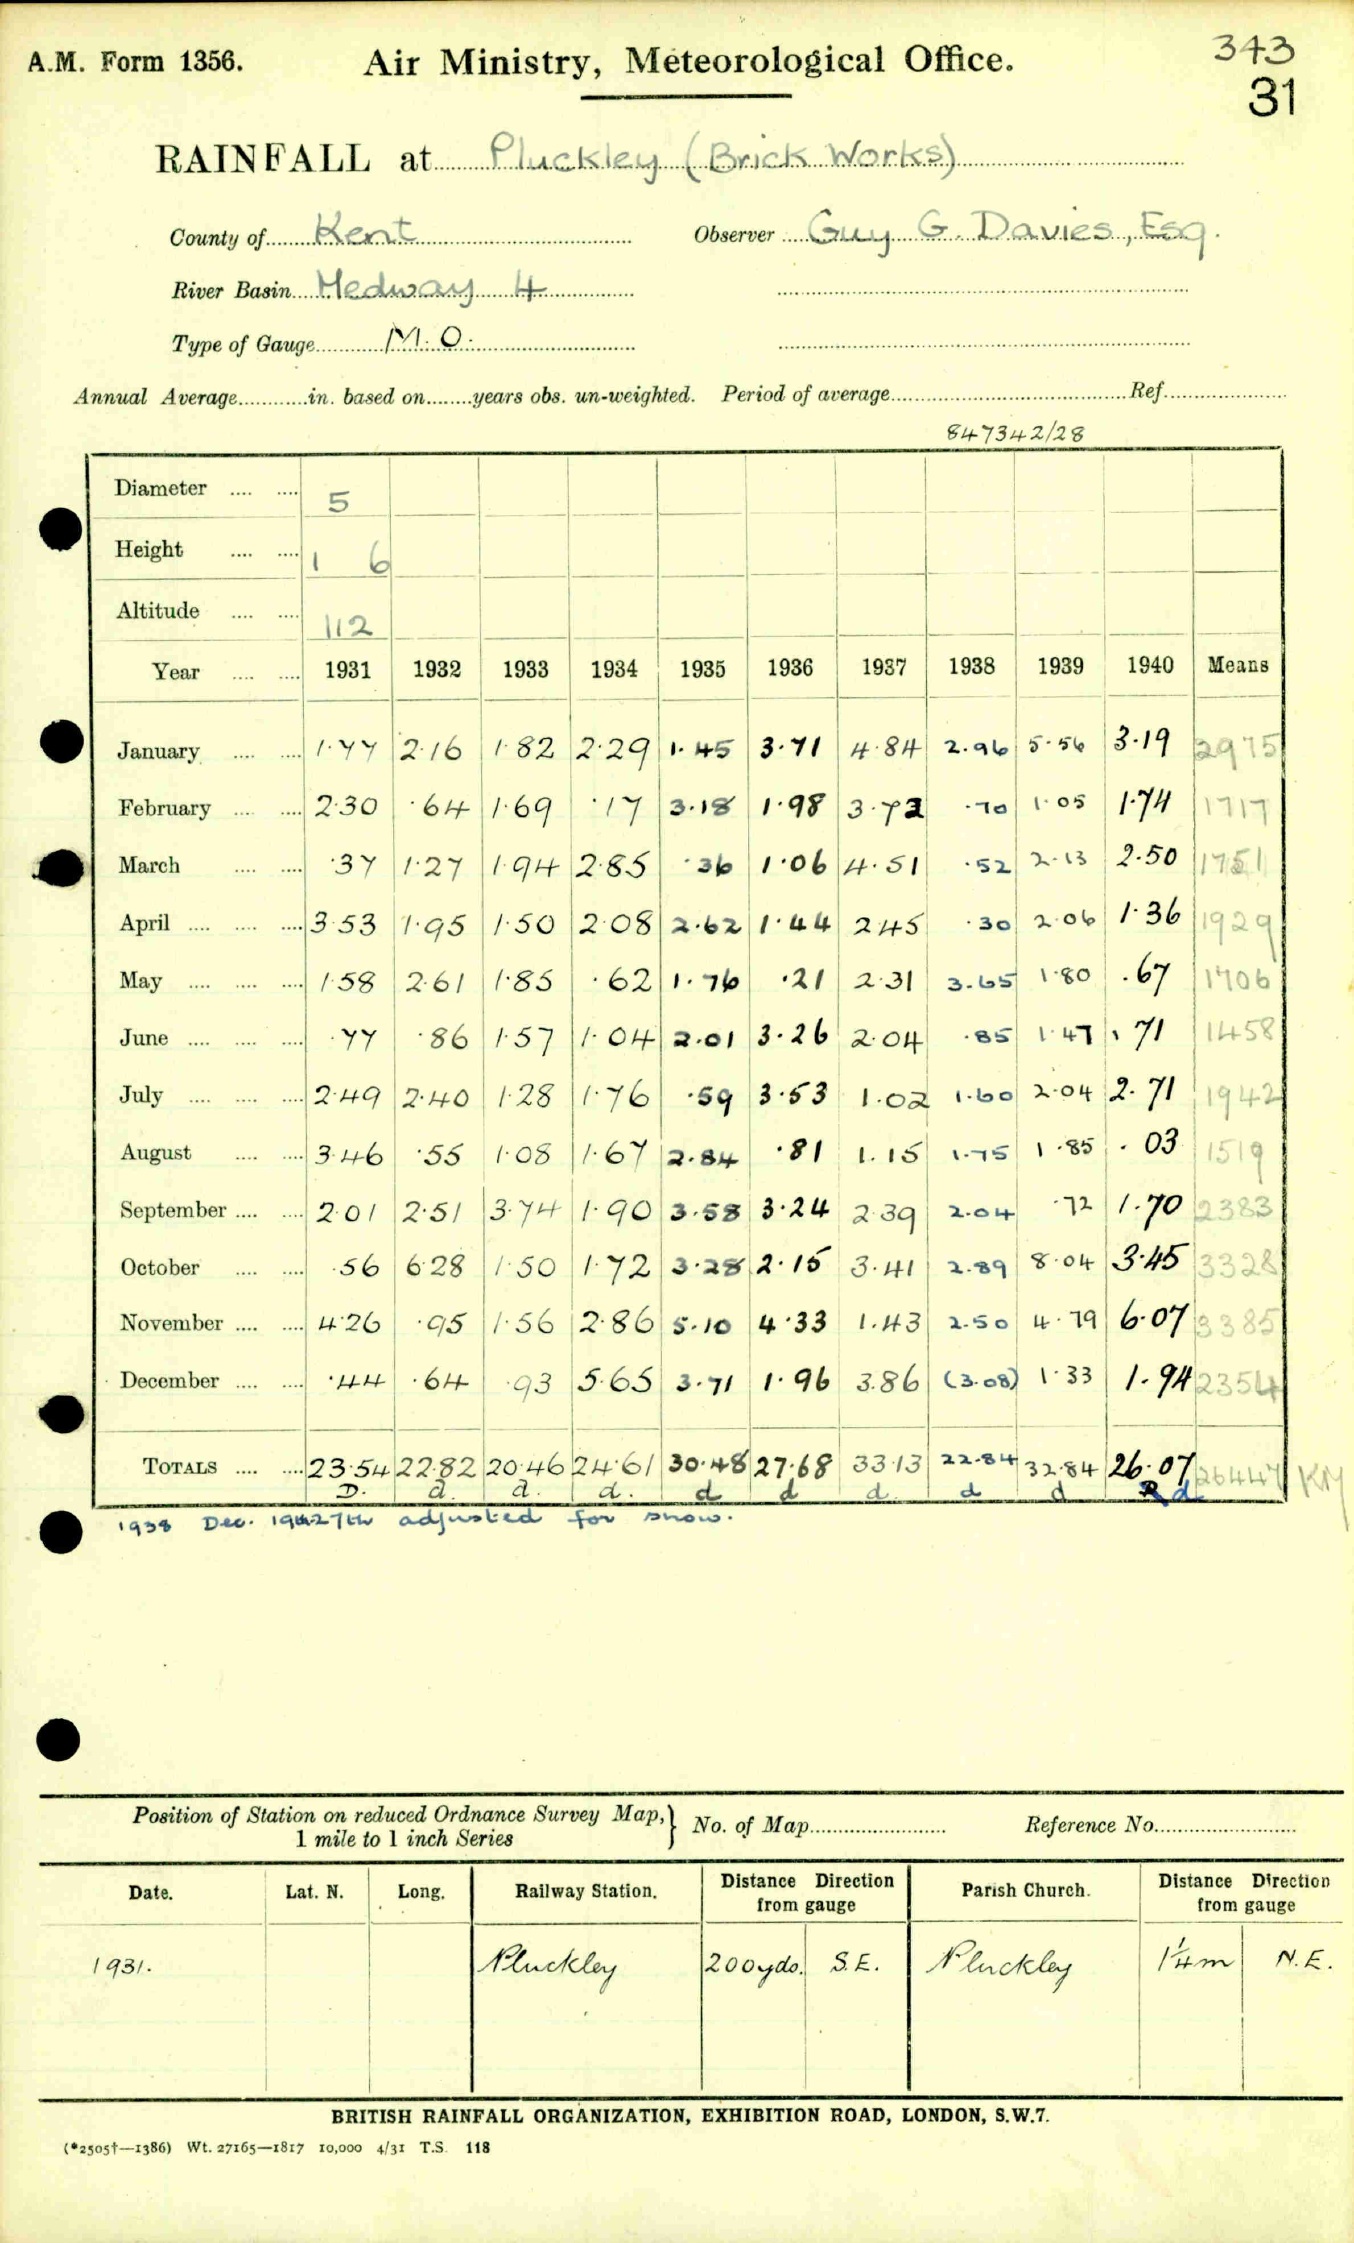 A.M. Form 1356.
Air Ministry, Meteorological Office.
343
31
RAINFALL at Pluckley (Brick Works)
County of Kent Observer Guy G. Davies, Esq.
River Basin Medway 4
Type of Gauge M.O.
Annual Average in. based on years obs. un-weighted. Period of average Ref.
847342/28
Diameter 5
Height 1 6
Altitude 112
Year 1931 1932 1933 1934 1935 1936 1937 1938 1939 1940 Means
January 1.77 2.16 1.82 2.29 1.45 3.71 4.84 2.96 5.56 3.19 2975
February 2.30 .64 1.69 .17 3.18 1.98 3.72 .70 1.05 1.74 1717
March .37 1.27 1.94 2.85 .36 1.06 4.51 .52 2.13 2.50 1751
April 3.53 1.95 1.50 2.08 2.62 1.44 2.45 .30 2.06 1.36 1929
May 1.58 2.61 1.85 .62 1.76 .21 2.31 3.65 1.80 .67 1706
June .77 .86 1.57 1.04 2.01 3.26 2.04 .85 1.47 .71 1458
July 2.49 2.40 1.28 1.76 .59 3.53 1.02 1.60 2.04 2.71 1942
August 3.46 .55 1.08 1.67 2.84 .81 1.15 1.75 1.85 .03 1519
September 2.01 2.51 3.74 1.90 3.58 3.24 2.39 2.04 .72 1.70 2383
October .56 6.28 1.50 1.72 3.28 2.15 3.41 2.89 8.04 3.45 3328
November 4.26 .95 1.56 2.86 5.10 4.33 1.43 2.50 4.79 6.07 3385
December .44 .64 .93 5.65 3.71 1.96 3.86 (3.08) 1.33 1.94 2354
TOTALS 23.54 22.82 20.46 24.61 30.48 27.68 33.13 22.84 32.84 26.07 26447 KM
D. d. d. d. d d d. d d d
1938 Dec. 27th adjusted for snow.
Position of Station on reduced Ordnance Survey Map, 1 mile to 1 inch Series } No. of Map Reference No.
Date. Lat. N. Long. Railway Station. Distance Direction from gauge Parish Church. Distance Direction from gauge
1931. Pluckley 200yds. S.E. Pluckley 1¼m N.E.
BRITISH RAINFALL ORGANIZATION, EXHIBITION ROAD, LONDON, S.W.7.
(*2505†—1386) Wt. 27165—1817 10,000 4/31 T.S. 118